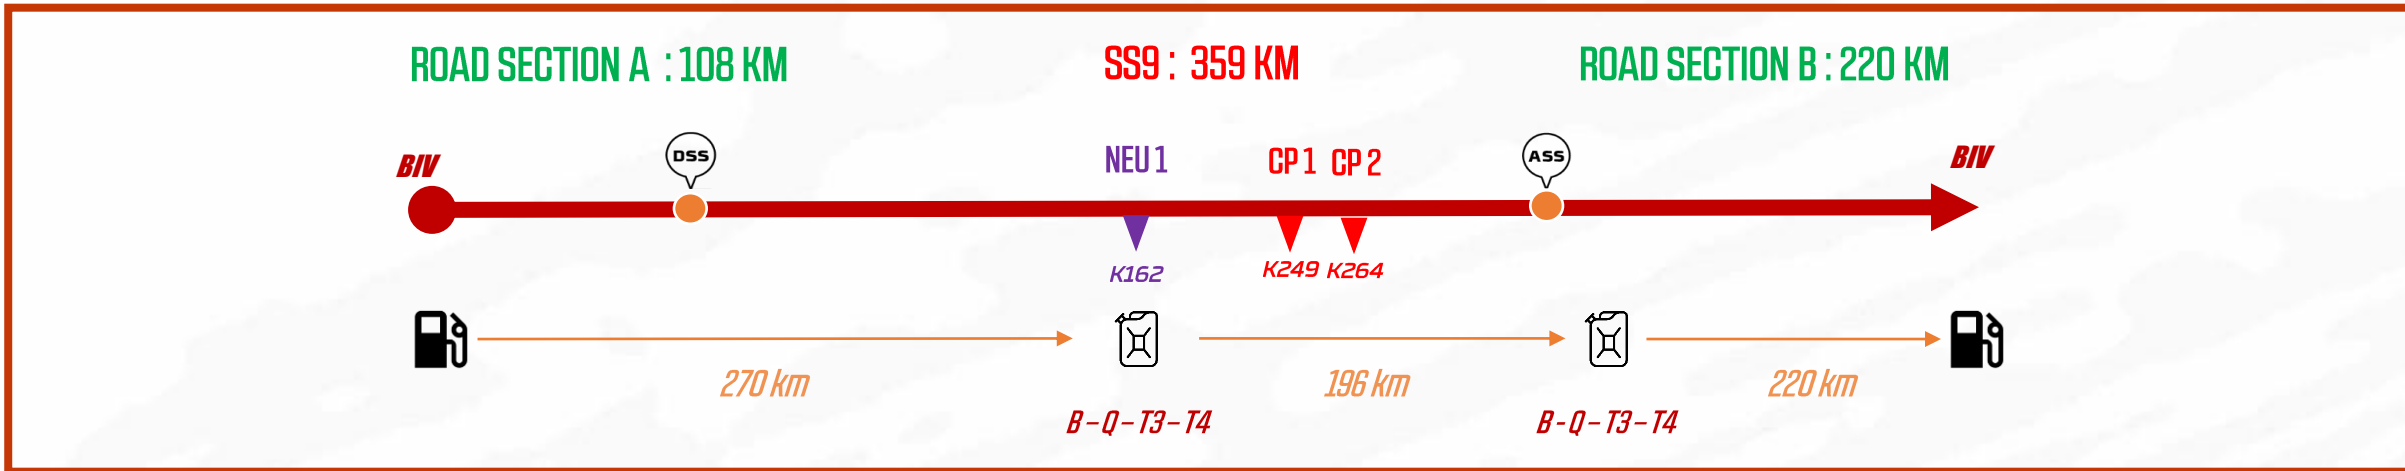 ROAD SECTION A : 108 KM
SS9 : 359 KM
ROAD SECTION B : 220 KM
BIV
DSS
NEU 1
CP 1
CP 2
ASS
BIV
K162
K249
K264
270 km
196 km
220 km
B - Q - T3 - T4
B - Q - T3 - T4